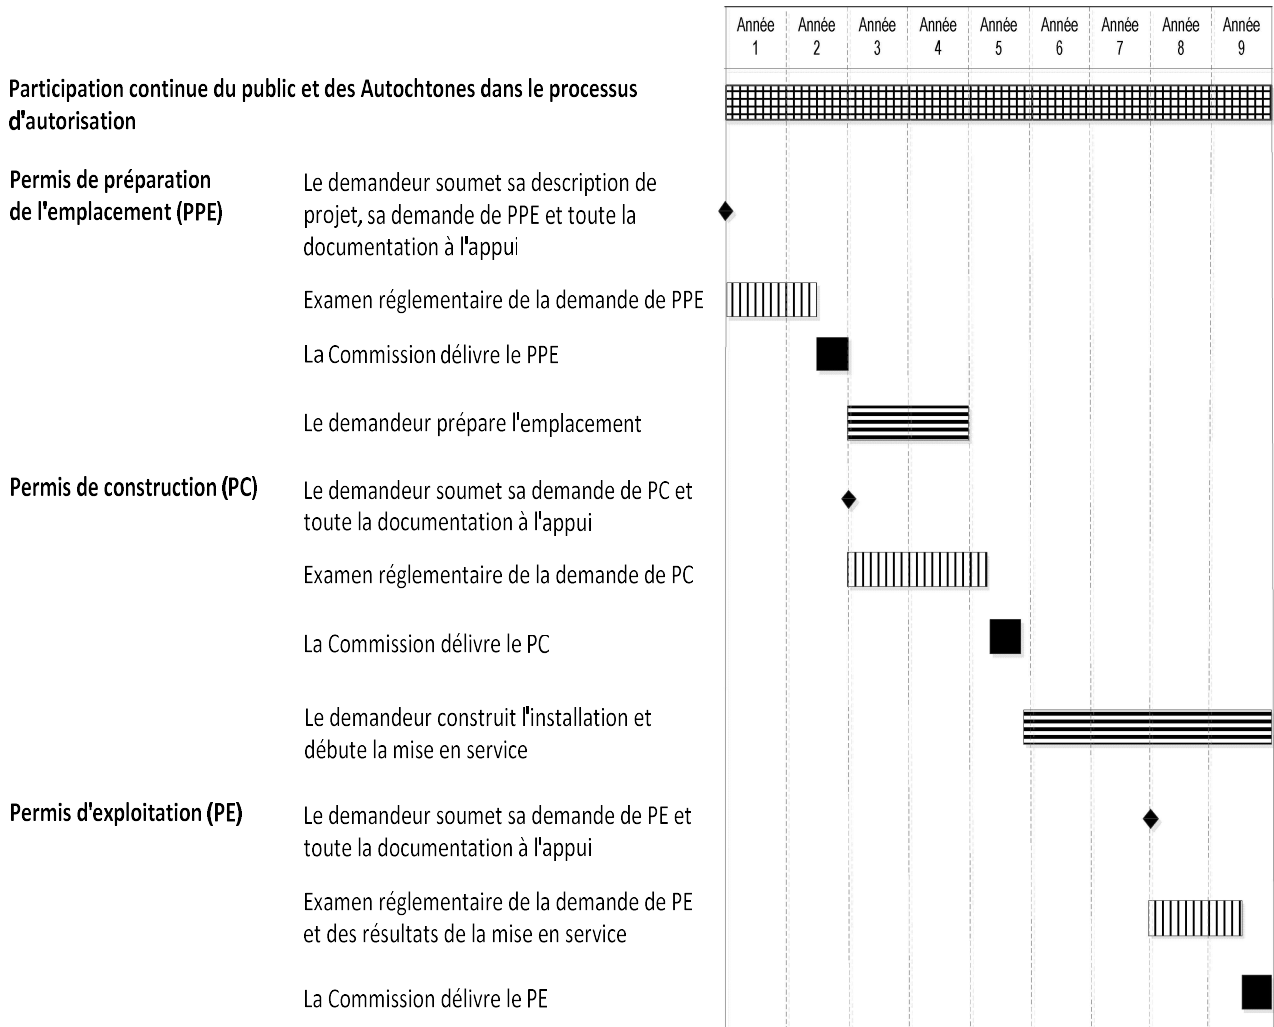 Année Année Année Année Année Année Année Année Année
1 2 3 4 5 6 7 8 9
Participation continue du public et des Autochtones dans le processus
d'autorisation
Permis de préparation
de l'emplacement (PPE)
Le demandeur soumet sa description de
projet, sa demande de PPE et toute la
documentation à l'appui
Examen réglementaire de la demande de PPE
La Commission délivre le PPE
Le demandeur prépare l'emplacement
Permis de construction (PC)
Le demandeur soumet sa demande de PC et
toute la documentation à l'appui
Examen réglementaire de la demande de PC
La Commission délivre le PC
Le demandeur construit l'installation et
débute la mise en service
Permis d'exploitation (PE)
Le demandeur soumet sa demande de PE et
toute la documentation à l'appui
Examen réglementaire de la demande de PE
et des résultats de la mise en service
La Commission délivre le PE